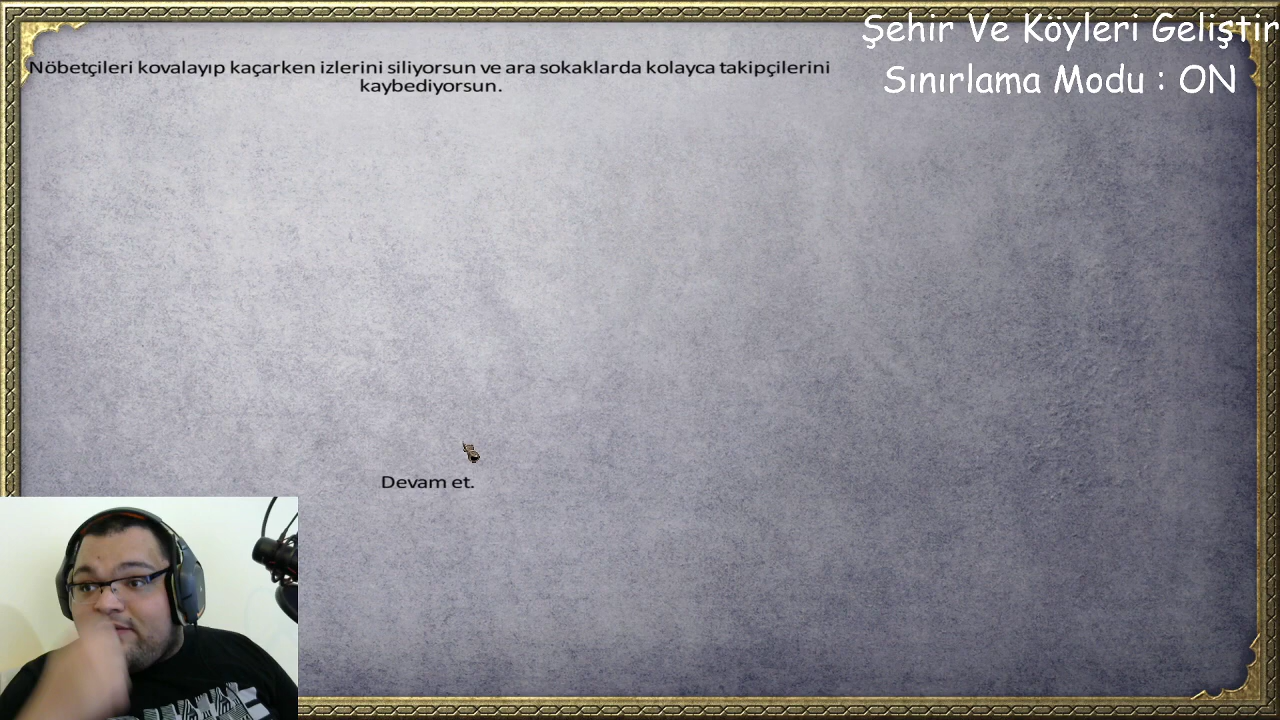 Şehir Ve Köyleri Geliştir
Sınırlama Modu : ON
Nöbetçileri kovalayıp kaçarken izlerini siliyorsun ve ara sokaklarda kolayca takipçilerini
kaybediyorsun.
Devam et.